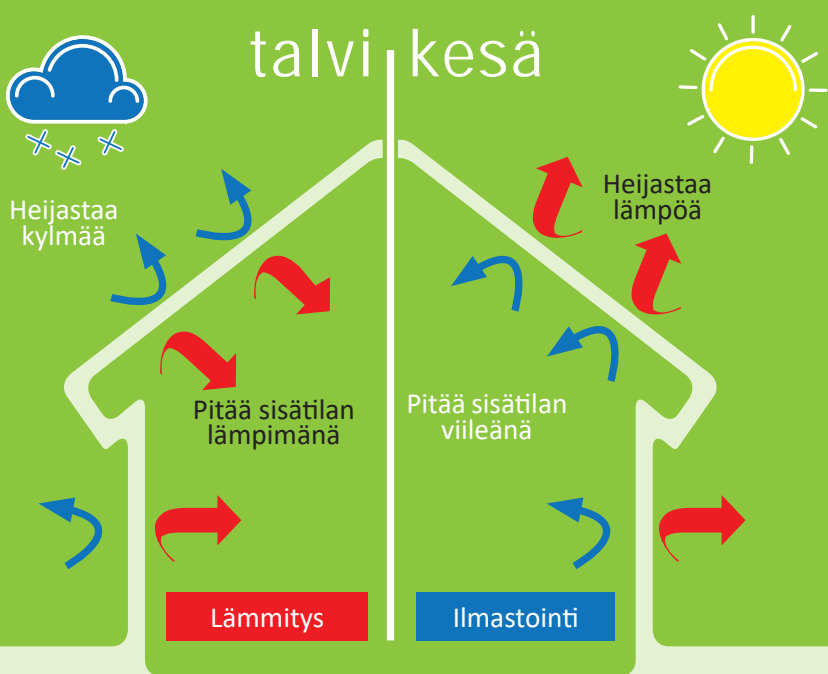 talvi kesä
Heijastaa
kylmää
Heijastaa
lämpöä
Pitää sisätilan
lämpimänä
Pitää sisätilan
viileänä
Lämmitys
Ilmastointi